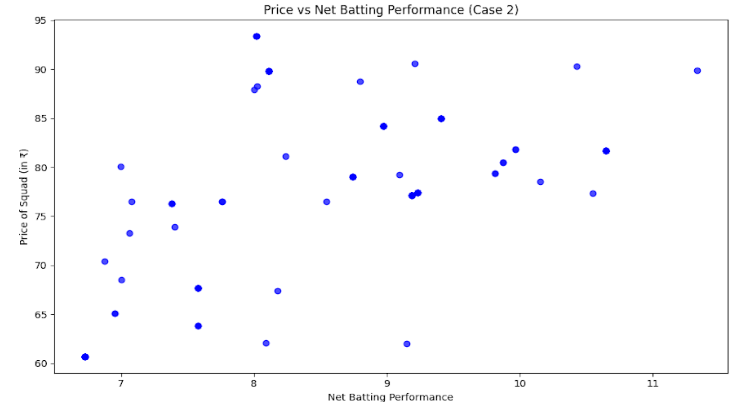 Price vs Net Batting Performance (Case 2)
95
90
85
80
75
70
65
60
Price of Squad (in ₹)
7 8 9 10 11
Net Batting Performance